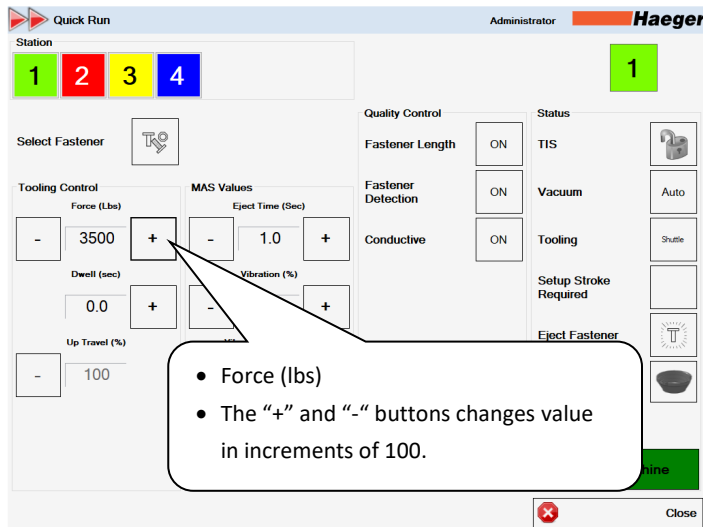 Quick Run
Administrator
Haeger
Station
1 2 3 4
1
Select Fastener
Quality Control
Fastener Length ON
Fastener
Detection ON
Conductive ON
Status
TIS
Vacuum Auto
Tooling Shuttle
Setup Stroke
Required
Eject Fastener
Tooling Control
Force (Lbs)
- 3500 +
Dwell (sec)
0.0 +
Up Travel (%)
- 100
MAS Values
Eject Time (Sec)
- 1.0 +
Vibration (%)
- +
• Force (lbs)
• The “+” and “-“ buttons changes value
in increments of 100.
Close